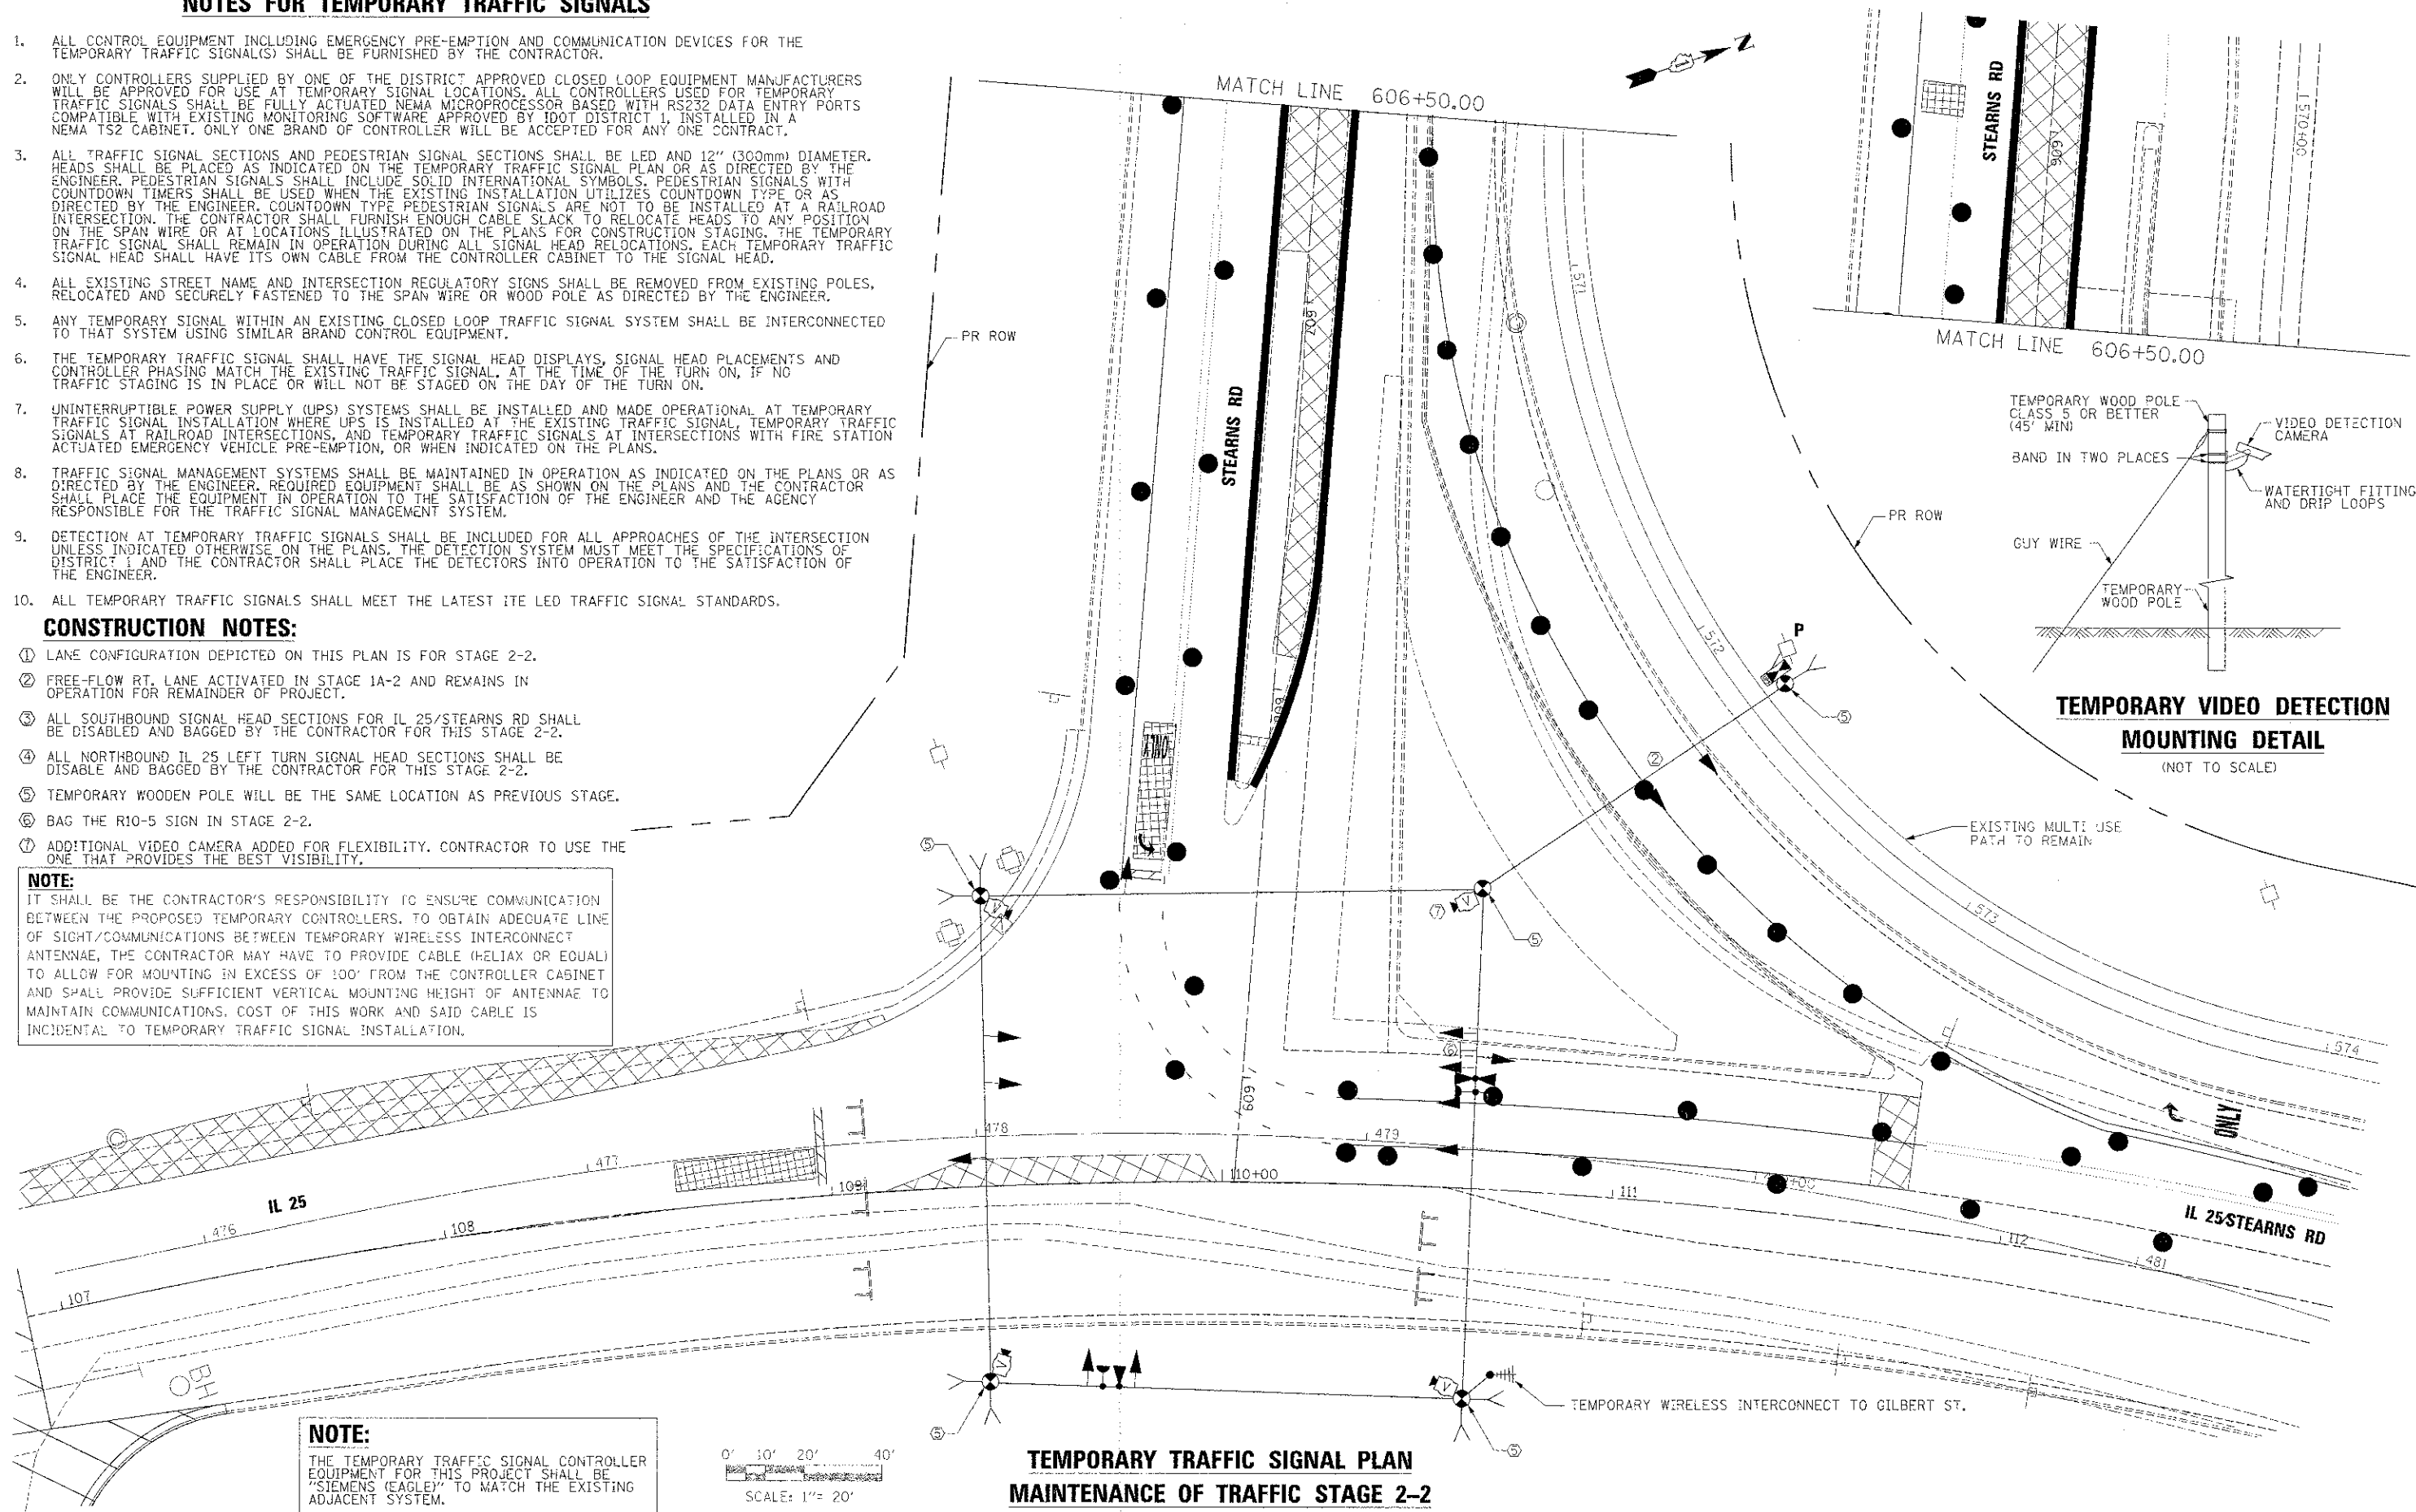 NOTES FOR TEMPORARY TRAFFIC SIGNALS
1. ALL CONTROL EQUIPMENT INCLUDING EMERGENCY PRE-EMPTION AND COMMUNICATION DEVICES FOR THE
TEMPORARY TRAFFIC SIGNAL(S) SHALL BE FURNISHED BY THE CONTRACTOR.
2. ONLY CONTROLLERS SUPPLIED BY ONE OF THE DISTRICT APPROVED CLOSED LOOP EQUIPMENT MANUFACTURERS
WILL BE APPROVED FOR USE AT TEMPORARY SIGNAL LOCATIONS. ALL CONTROLLERS USED FOR TEMPORARY
TRAFFIC SIGNALS SHALL BE FULLY ACTUATED NEMA MICROPROCESSOR BASED WITH RS232 DATA ENTRY PORTS
COMPATIBLE WITH EXISTING MONITORING SOFTWARE APPROVED BY IDOT DISTRICT 1, INSTALLED IN A
NEMA TS2 CABINET. ONLY ONE BRAND OF CONTROLLER WILL BE ACCEPTED FOR ANY ONE CONTRACT.
3. ALL TRAFFIC SIGNAL SECTIONS AND PEDESTRIAN SIGNAL SECTIONS SHALL BE LED AND 12" (300mm) DIAMETER.
HEADS SHALL BE PLACED AS INDICATED ON THE TEMPORARY TRAFFIC SIGNAL PLAN OR AS DIRECTED BY THE
ENGINEER. PEDESTRIAN SIGNALS SHALL INCLUDE SOLID INTERNATIONAL SYMBOLS. PEDESTRIAN SIGNALS WITH
COUNTDOWN TIMERS SHALL BE USED WHEN THE EXISTING INSTALLATION UTILIZES COUNTDOWN TYPE OR AS
DIRECTED BY THE ENGINEER. COUNTDOWN TYPE PEDESTRIAN SIGNALS ARE NOT TO BE INSTALLED AT A RAILROAD
INTERSECTION. THE CONTRACTOR SHALL FURNISH ENOUGH CABLE SLACK TO RELOCATE HEADS TO ANY POSITION
ON THE SPAN WIRE OR AT LOCATIONS ILLUSTRATED ON THE PLANS FOR CONSTRUCTION STAGING. THE TEMPORARY
TRAFFIC SIGNAL SHALL REMAIN IN OPERATION DURING ALL SIGNAL HEAD RELOCATIONS. EACH TEMPORARY TRAFFIC
SIGNAL HEAD SHALL HAVE ITS OWN CABLE FROM THE CONTROLLER CABINET TO THE SIGNAL HEAD.
4. ALL EXISTING STREET NAME AND INTERSECTION REGULATORY SIGNS SHALL BE REMOVED FROM EXISTING POLES,
RELOCATED AND SECURELY FASTENED TO THE SPAN WIRE OR WOOD POLE AS DIRECTED BY THE ENGINEER.
5. ANY TEMPORARY SIGNAL WITHIN AN EXISTING CLOSED LOOP TRAFFIC SIGNAL SYSTEM SHALL BE INTERCONNECTED
TO THAT SYSTEM USING SIMILAR BRAND CONTROL EQUIPMENT.
6. THE TEMPORARY TRAFFIC SIGNAL SHALL HAVE THE SIGNAL HEAD DISPLAYS, SIGNAL HEAD PLACEMENTS AND
CONTROLLER PHASING MATCH THE EXISTING TRAFFIC SIGNAL. AT THE TIME OF THE TURN ON, IF NO
TRAFFIC STAGING IS IN PLACE OR WILL NOT BE STAGED ON THE DAY OF THE TURN ON.
7. UNINTERRUPTIBLE POWER SUPPLY (UPS) SYSTEMS SHALL BE INSTALLED AND MADE OPERATIONAL AT TEMPORARY
TRAFFIC SIGNAL INSTALLATION WHERE UPS IS INSTALLED AT THE EXISTING TRAFFIC SIGNAL, TEMPORARY TRAFFIC
SIGNALS AT RAILROAD INTERSECTIONS, AND TEMPORARY TRAFFIC SIGNALS AT INTERSECTIONS WITH FIRE STATION
ACTUATED EMERGENCY VEHICLE PRE-EMPTION, OR WHEN INDICATED ON THE PLANS.
8. TRAFFIC SIGNAL MANAGEMENT SYSTEMS SHALL BE MAINTAINED IN OPERATION AS INDICATED ON THE PLANS OR AS
DIRECTED BY THE ENGINEER. REQUIRED EQUIPMENT SHALL BE AS SHOWN ON THE PLANS AND THE CONTRACTOR
SHALL PLACE THE EQUIPMENT IN OPERATION TO THE SATISFACTION OF THE ENGINEER AND THE AGENCY
RESPONSIBLE FOR THE TRAFFIC SIGNAL MANAGEMENT SYSTEM.
9. DETECTION AT TEMPORARY TRAFFIC SIGNALS SHALL BE INCLUDED FOR ALL APPROACHES OF THE INTERSECTION
UNLESS INDICATED OTHERWISE ON THE PLANS. THE DETECTION SYSTEM MUST MEET THE SPECIFICATIONS OF
DISTRICT 1 AND THE CONTRACTOR SHALL PLACE THE DETECTORS INTO OPERATION TO THE SATISFACTION OF
THE ENGINEER.
10. ALL TEMPORARY TRAFFIC SIGNALS SHALL MEET THE LATEST ITE LED TRAFFIC SIGNAL STANDARDS.
CONSTRUCTION NOTES:
1 LANE CONFIGURATION DEPICTED ON THIS PLAN IS FOR STAGE 2-2.
2 FREE-FLOW RT. LANE ACTIVATED IN STAGE 1A-2 AND REMAINS IN
OPERATION FOR REMAINDER OF PROJECT.
3 ALL SOUTHBOUND SIGNAL HEAD SECTIONS FOR IL 25/STEARNS RD SHALL
BE DISABLED AND BAGGED BY THE CONTRACTOR FOR THIS STAGE 2-2.
4 ALL NORTHBOUND IL 25 LEFT TURN SIGNAL HEAD SECTIONS SHALL BE
DISABLE AND BAGGED BY THE CONTRACTOR FOR THIS STAGE 2-2.
5 TEMPORARY WOODEN POLE WILL BE THE SAME LOCATION AS PREVIOUS STAGE.
6 BAG THE R10-5 SIGN IN STAGE 2-2.
7 ADDITIONAL VIDEO CAMERA ADDED FOR FLEXIBILITY. CONTRACTOR TO USE THE
ONE THAT PROVIDES THE BEST VISIBILITY.
NOTE:
IT SHALL BE THE CONTRACTOR'S RESPONSIBILITY TO ENSURE COMMUNICATION
BETWEEN THE PROPOSED TEMPORARY CONTROLLERS. TO OBTAIN ADEQUATE LINE
OF SIGHT/COMMUNICATIONS BETWEEN TEMPORARY WIRELESS INTERCONNECT
ANTENNAE, THE CONTRACTOR MAY HAVE TO PROVIDE CABLE (HELIAX OR EQUAL)
TO ALLOW FOR MOUNTING IN EXCESS OF 100' FROM THE CONTROLLER CABINET
AND SHALL PROVIDE SUFFICIENT VERTICAL MOUNTING HEIGHT OF ANTENNAE TO
MAINTAIN COMMUNICATIONS. COST OF THIS WORK AND SAID CABLE IS
INCIDENTAL TO TEMPORARY TRAFFIC SIGNAL INSTALLATION.
NOTE:
THE TEMPORARY TRAFFIC SIGNAL CONTROLLER
EQUIPMENT FOR THIS PROJECT SHALL BE
"SIEMENS (EAGLE)" TO MATCH THE EXISTING
ADJACENT SYSTEM.
0' 10' 20' 40'
SCALE: 1"= 20'
TEMPORARY TRAFFIC SIGNAL PLAN
MAINTENANCE OF TRAFFIC STAGE 2-2
MATCH LINE 606+50.00
N
1
PR ROW
STEARNS RD
607
608
609
ONLY
571
572
573
574
P
5
2
5
7
5
6
PR ROW
EXISTING MULTI USE
PATH TO REMAIN
STEARNS RD
606
570+00
MATCH LINE 606+50.00
TEMPORARY WOOD POLE
CLASS 5 OR BETTER
(45' MIN)
VIDEO DETECTION
CAMERA
BAND IN TWO PLACES
WATERTIGHT FITTING
AND DRIP LOOPS
GUY WIRE
TEMPORARY
WOOD POLE
TEMPORARY VIDEO DETECTION
MOUNTING DETAIL
(NOT TO SCALE)
IL 25
476
477
478
479
481
107
108
109
110+00
111
112
ONLY
IL 25/STEARNS RD
V
V
V
V
BH
5
5
TEMPORARY WIRELESS INTERCONNECT TO GILBERT ST.